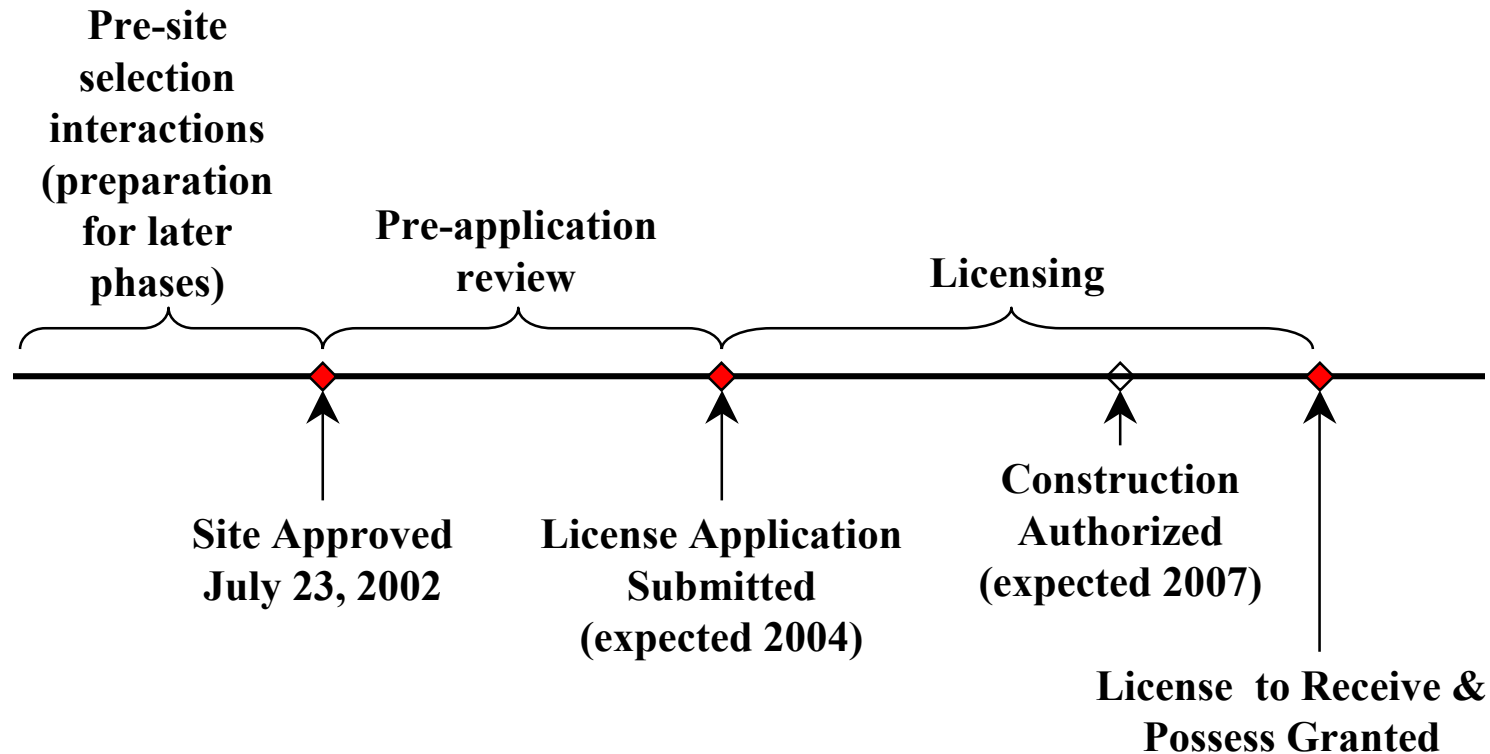 Pre-site
selection
interactions
(preparation
for later
phases)
Pre-application
review
Licensing
Site Approved
July 23, 2002
License Application
Submitted
(expected 2004)
Construction
Authorized
(expected 2007)
License to Receive &
Possess Granted